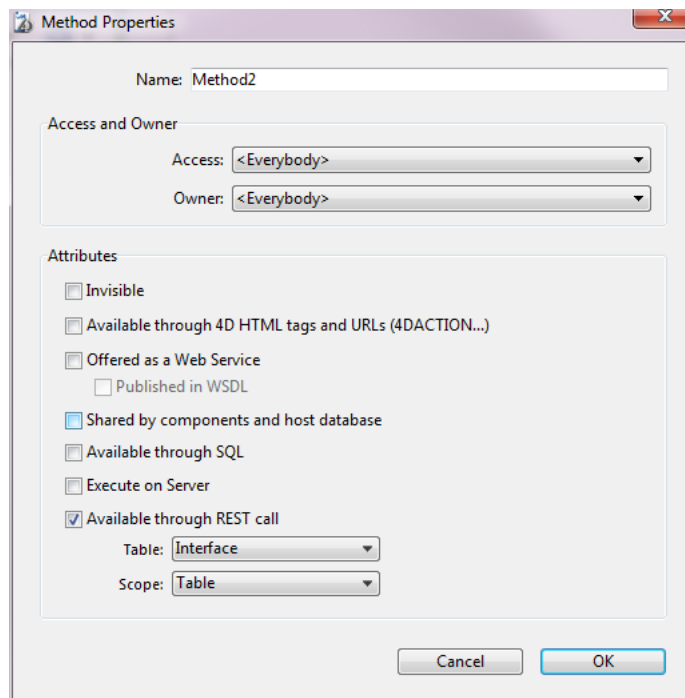 Method Properties
Name: Method2
Access and Owner
Access: <Everybody>
Owner: <Everybody>
Attributes
Invisible
Available through 4D HTML tags and URLs (4DACTION...)
Offered as a Web Service
Published in WSDL
Shared by components and host database
Available through SQL
Execute on Server
Available through REST call
Table: Interface
Scope: Table
Cancel OK